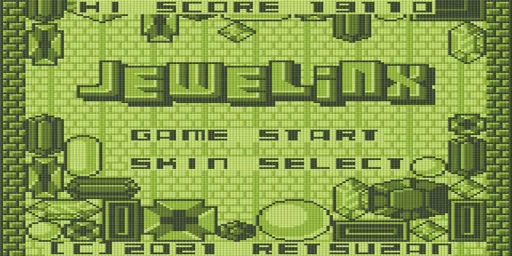 HI SCORE 19110
JEWELiNX
GAME START
SKIN SELECT
(C)2021 RETSUZAN